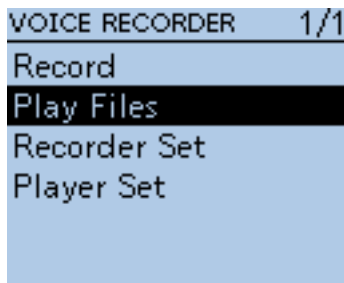 VOICE RECORDER 1/1
Record
Play Files
Recorder Set
Player Set